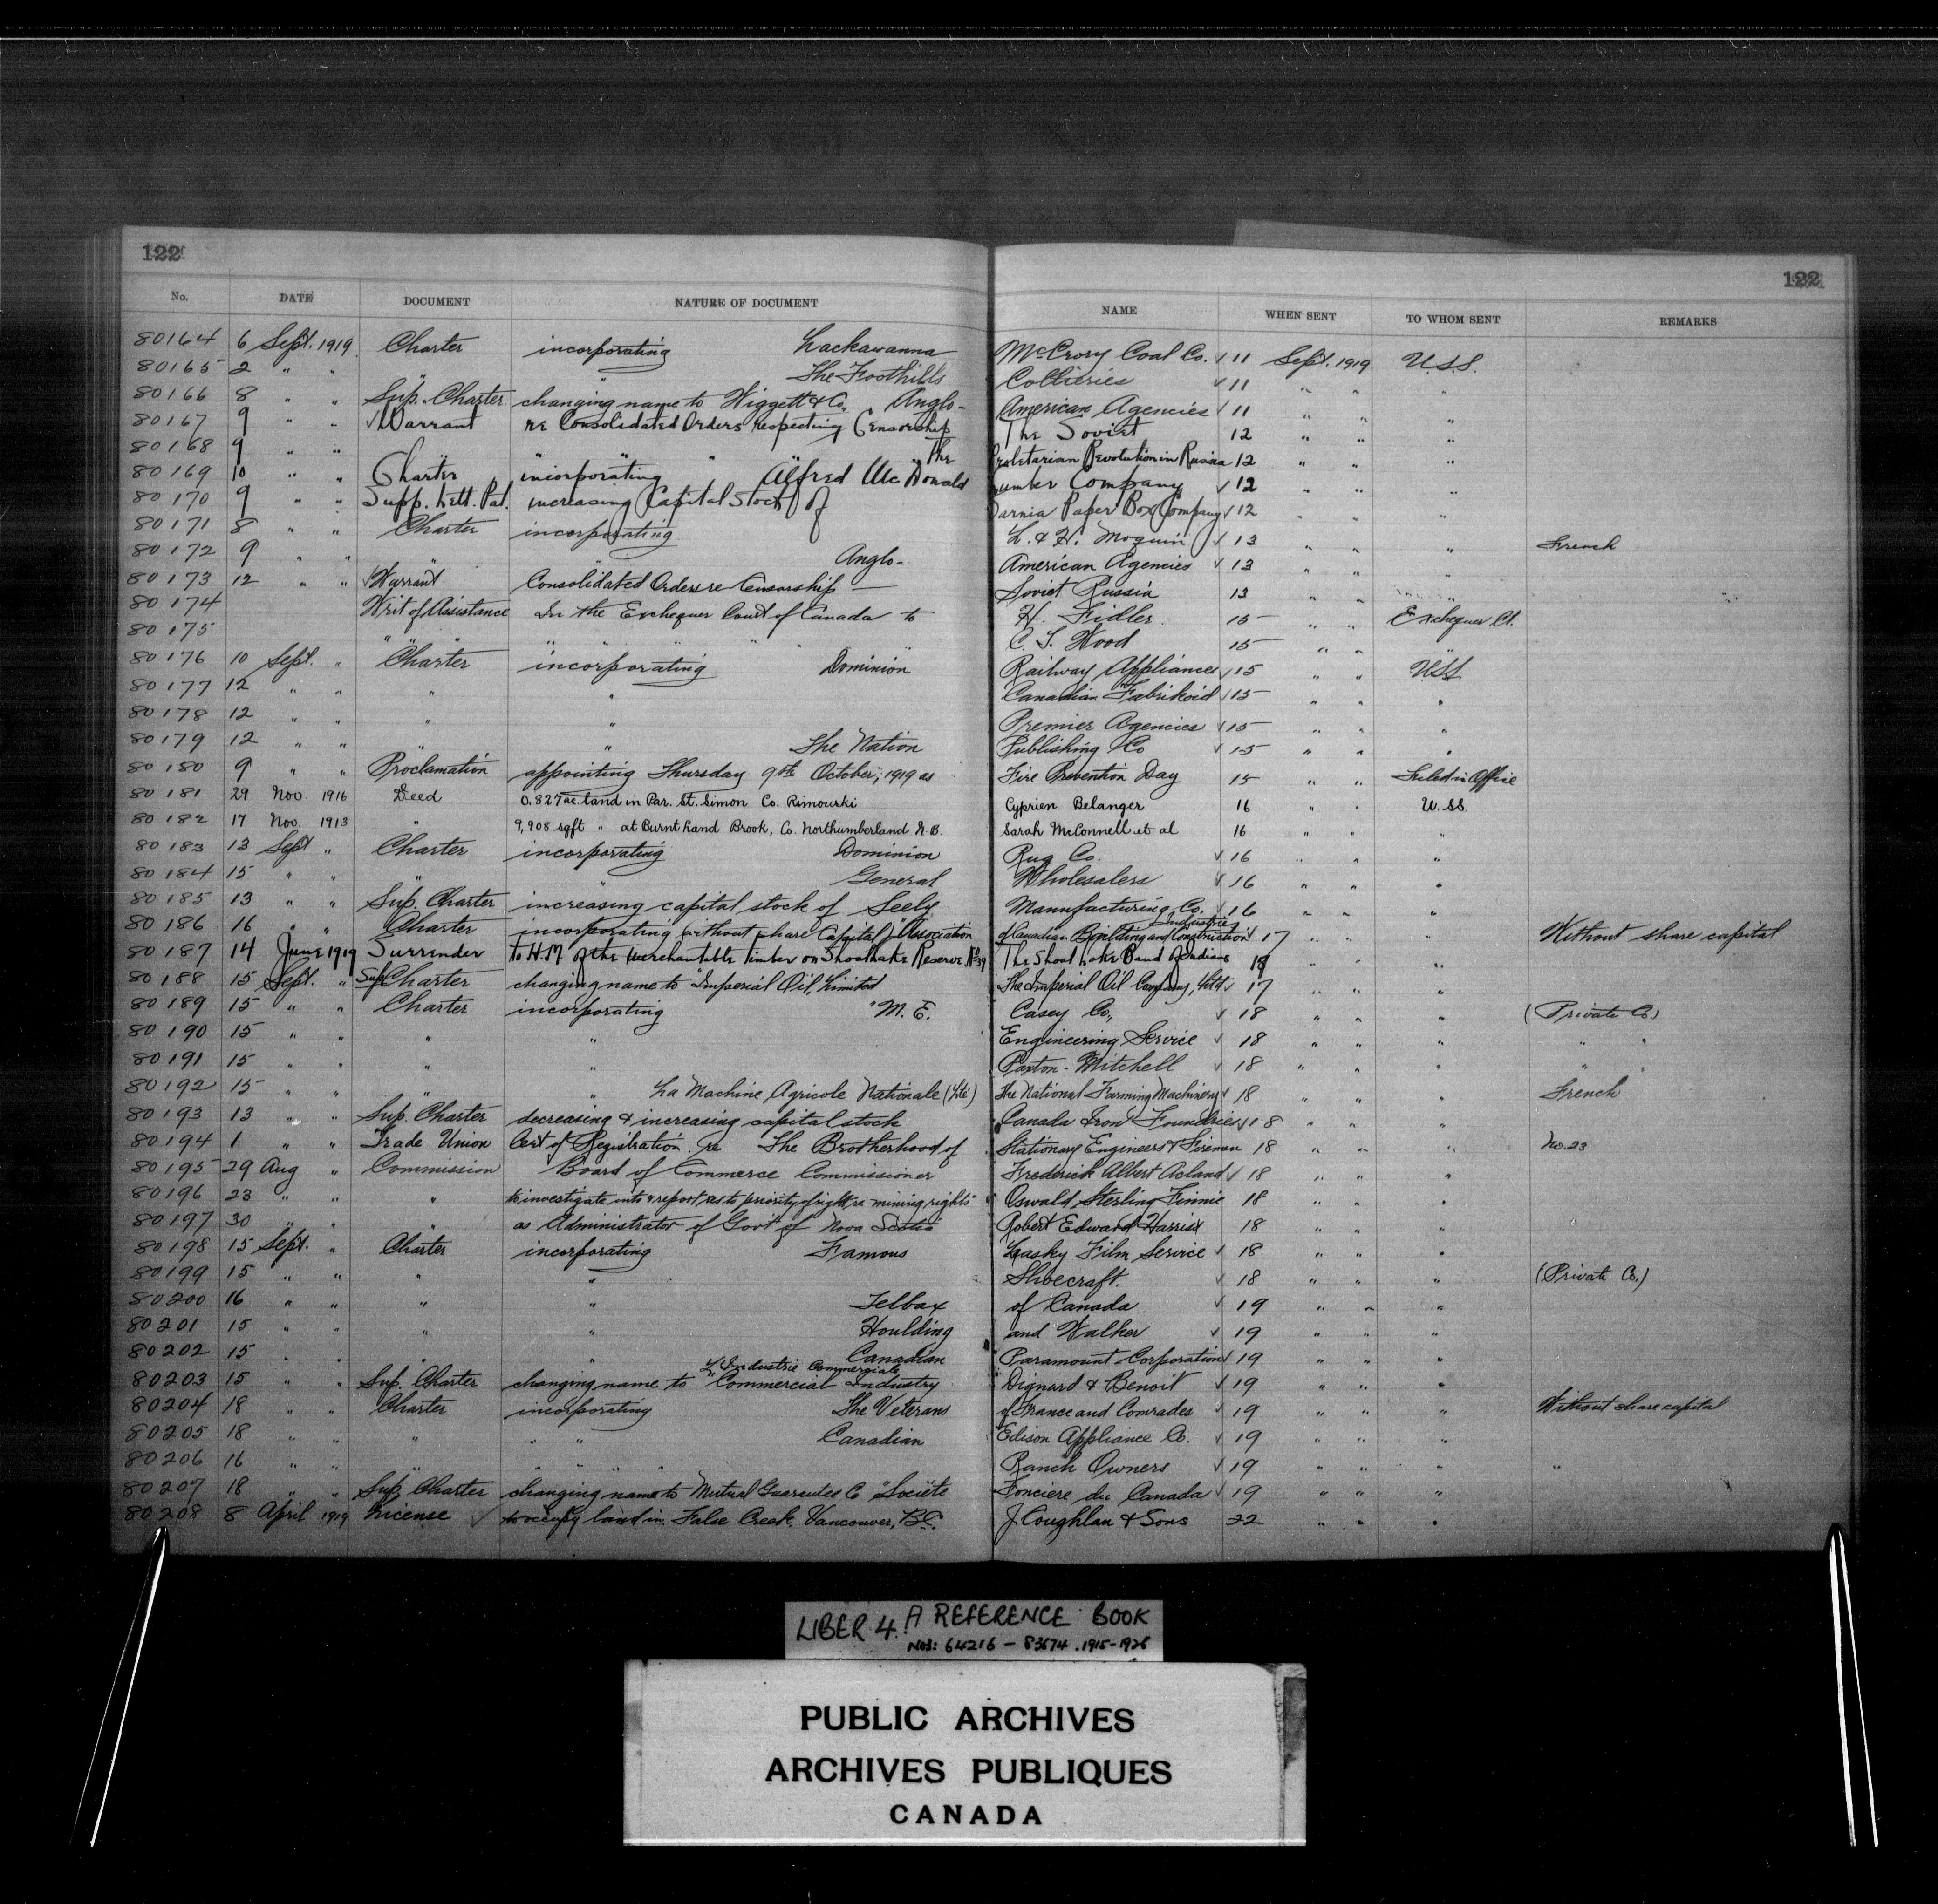 122
122
No. DATE DOCUMENT NATURE OF DOCUMENT NAME WHEN SENT TO WHOM SENT REMARKS
80164 6 Sept. 1919 Charter incorporating Lackawanna McCrory Coal Co. √ 11 Sept. 1919 U.S.S.
80165 2 " " " " The Foothills Collieries √ 11 " " "
80166 8 " " Sup. Charter changing name to Wiggett & Co., Anglo- American Agencies √ 11 " " "
80167 9 " " √ Warrant re Consolidated Orders respecting Censorship The Soviet 12 " " "
80168 9 " " " " " " The Proletarian Revolution in Russia 12 " " "
80169 10 " " Charter incorporating Alfred McDonald Lumber Company √ 12 " " "
80170 9 " " Supp. Lett. Pat. increasing Capital Stock of Sarnia Paper Box Company √ 12 " " "
80171 8 " " Charter incorporating L. & H. Moquin √ 13 " " " French
80172 9 " " " Anglo- American Agencies √ 13 " " "
80173 12 " " √ Warrant Consolidated Orders re Censorship — Soviet Russia 13 " "
80174 Writ of Assistance In the Exchequer Court of Canada to H. Fidler 15 " " Exchequer Ct.
80175 " " " " " C. S. Wood 15 " " "
80176 10 Sept. " Charter incorporating Dominion Railway Appliances √ 15 " " U.S.S.
80177 12 " " " " Canadian Fabrikoid √ 15 " " "
80178 12 " " " " Premier Agencies √ 15 " " "
80179 12 " " " " The Nation Publishing Co √ 15 " " "
80180 9 " " Proclamation appointing Thursday 9th October, 1919 as Fire Prevention Day 15 " " Filed in Office
80181 29 Nov. 1916 Deed 0.827 ac. land in Par. St. Simon Co. Rimouski Cyprien Belanger 16 " " U.S.S.
80182 17 Nov. 1913 " 9,908 sqft " at Burnt Land Brook, Co. Northumberland N.B. Sarah McConnell et al 16 " " "
80183 13 Sept " Charter incorporating Dominion Rug Co. √ 16 " " "
80184 15 " " " " General Wholesalers √ 16 " " "
80185 13 " " Sup. Charter increasing capital stock of Seely Manufacturing Co. √ 16 " " "
80186 16 " " Charter incorporating without share Capital "Association of Canadian Building and Construction Industries 17 " " " Without share capital
80187 14 June 1919 Surrender to H.M. of the merchantable timber on Shoal Lake Reserve No 39 The Shoal Lake Band of Indians 18 " " "
80188 15 Sept. " Sup Charter changing name to "Imperial Oil, Limited The Imperial Oil Company, Ltd √ 17 " " "
80189 15 " " Charter incorporating "M. E. Casey Co., √ 18 " " " (Private Co.)
80190 15 " " " " Engineering Service √ 18 " " " " "
80191 15 " " " " Paxton-Mitchell √ 18 " " " " "
80192 15 " " " La Machine Agricole Nationale (Lté) The National Farming Machinery √ 18 " " " French
80193 13 " " Sup. Charter decreasing & increasing capital stock Canada Iron Foundries √ 18 " " "
80194 1 " " Trade Union Cert of Registration re The Brotherhood of Stationary Engineers & Firemen 18 " " " No. 23
80195 29 Aug " Commission Board of Commerce Commissioner Frederick Albert Acland √ 18 " " "
80196 23 " " " to investigate into & report as to priority of right re mining rights Oswald Sterling Finnie 18 " " "
80197 30 " " " as Administrator of Govt of Nova Scotia Robert Edward Harris 18 " " "
80198 15 Sept. " Charter incorporating Famous Lasky Film Service √ 18 " " "
80199 15 " " " " Shoecraft. √ 18 " " " (Private Co.)
80200 16 " " " " Telbax of Canada √ 19 " " "
80201 15 " " " " Houlding and Walker √ 19 " " "
80202 15 " " " " Canadian Paramount Corporation √ 19 " " "
L'Industrie Commerciale
80203 15 " " Sup. Charter changing name to "Commercial Industry Dignard & Benoit √ 19 " " "
80204 18 " " Charter incorporating The Veterans of France and Comrades √ 19 " " " Without share capital
80205 18 " " " " " Canadian Edison Appliance Co. √ 19 " " "
80206 16 " " " " " " Ranch Owners √ 19 " " " "
80207 18 " " Sup. Charter changing name to Mutual Guarantee Co "Société Fonciere du Canada √ 19 " " "
80208 8 April 1919 License √ to occupy land in False Creek, Vancouver, B.C. J. Coughlan & Sons 22 " " "
LIBER 4. A REFERENCE BOOK
NOS: 64216 – 83674 . 1915-1926
PUBLIC ARCHIVES
ARCHIVES PUBLIQUES
CANADA